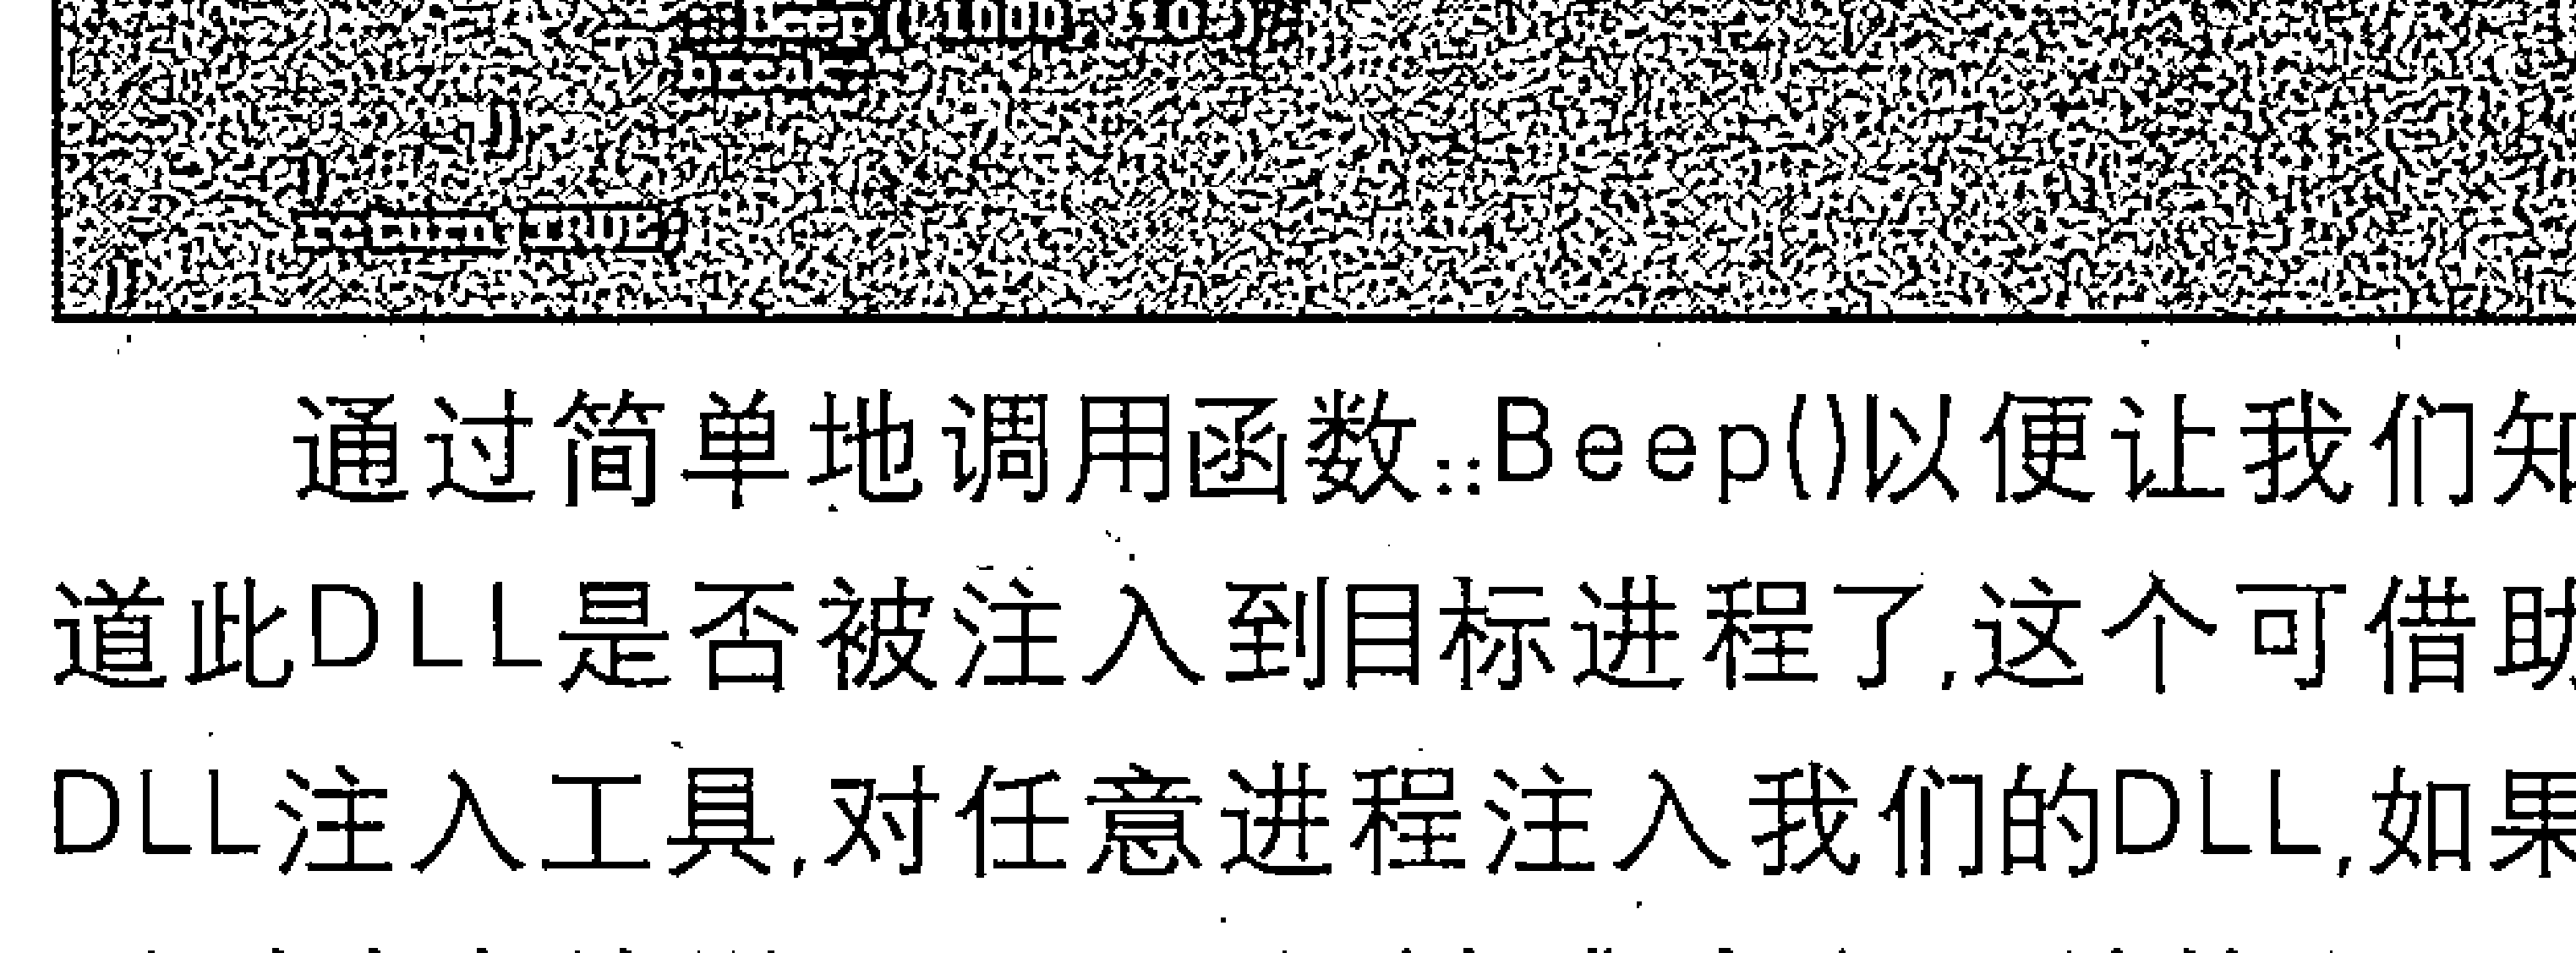 ::Beep( 1000, 10 );
break;
}
}
return TRUE;
}
通过简单地调用函数::Beep()以便让我们知
道此DLL是否被注入到目标进程了,这个可借助
DLL注入工具,对任意进程注入我们的DLL,如果